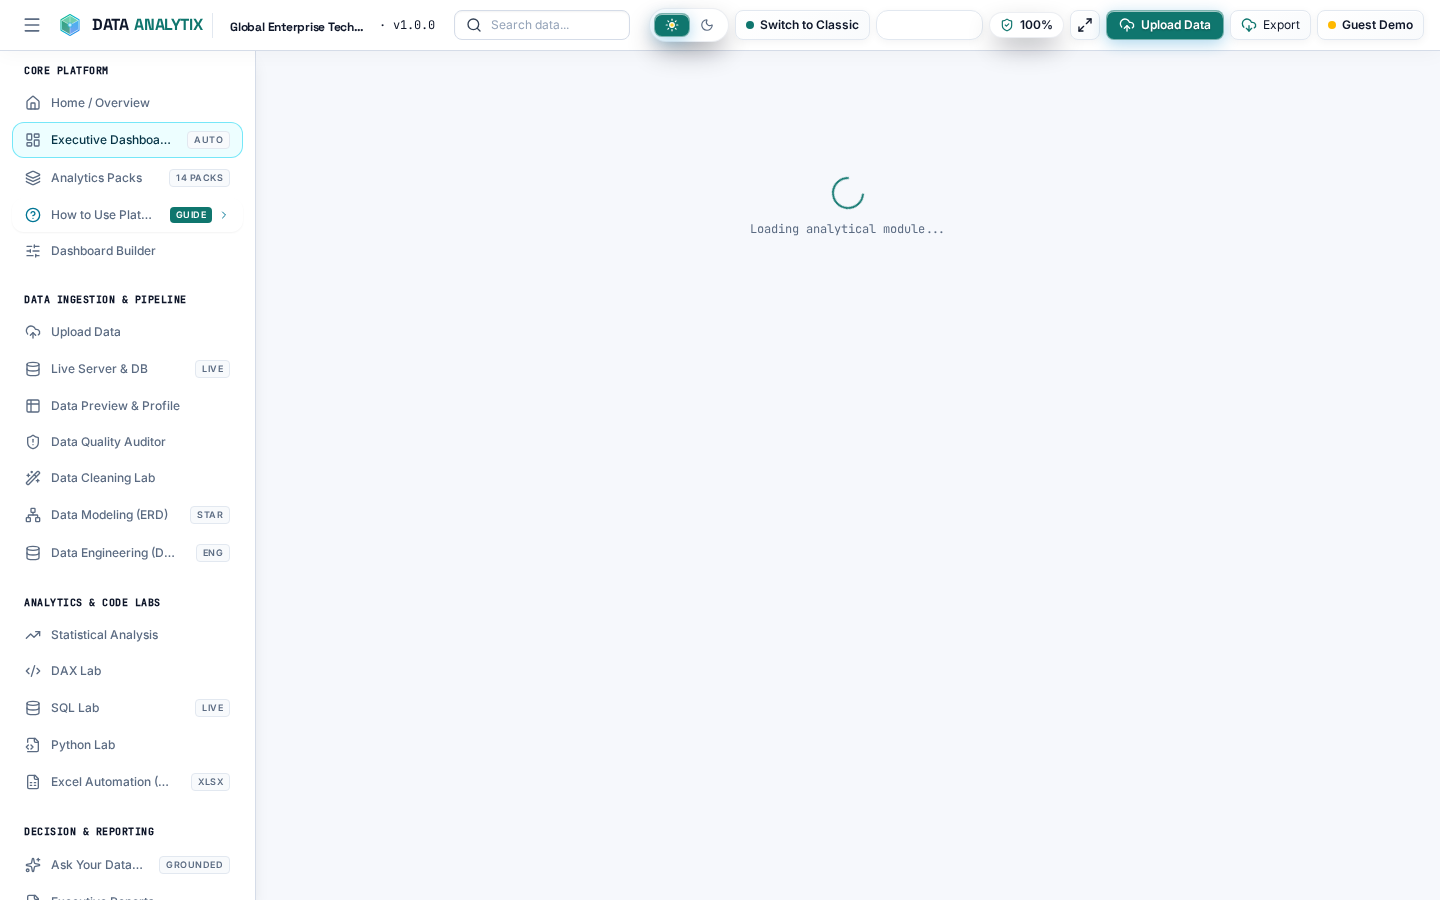 DATA ANALYTIX
Global Enterprise Tech... · v1.0.0
Search data...
Switch to Classic
100%
Upload Data
Export
Guest Demo
CORE PLATFORM
Home / Overview
Executive Dashboa... AUTO
Analytics Packs 14 PACKS
How to Use Plat... GUIDE
Dashboard Builder
DATA INGESTION & PIPELINE
Upload Data
Live Server & DB LIVE
Data Preview & Profile
Data Quality Auditor
Data Cleaning Lab
Data Modeling (ERD) STAR
Data Engineering (D... ENG
ANALYTICS & CODE LABS
Statistical Analysis
DAX Lab
SQL Lab LIVE
Python Lab
Excel Automation (... XLSX
DECISION & REPORTING
Ask Your Data... GROUNDED
Executive Reports
Loading analytical module...